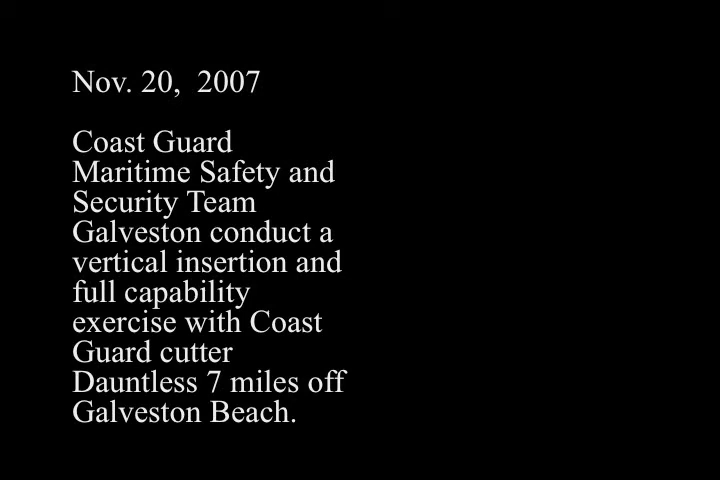 Nov. 20,  2007
Coast Guard
Maritime Safety and
Security Team
Galveston conduct a
vertical insertion and
full capability
exercise with Coast
Guard cutter
Dauntless 7 miles off
Galveston Beach.